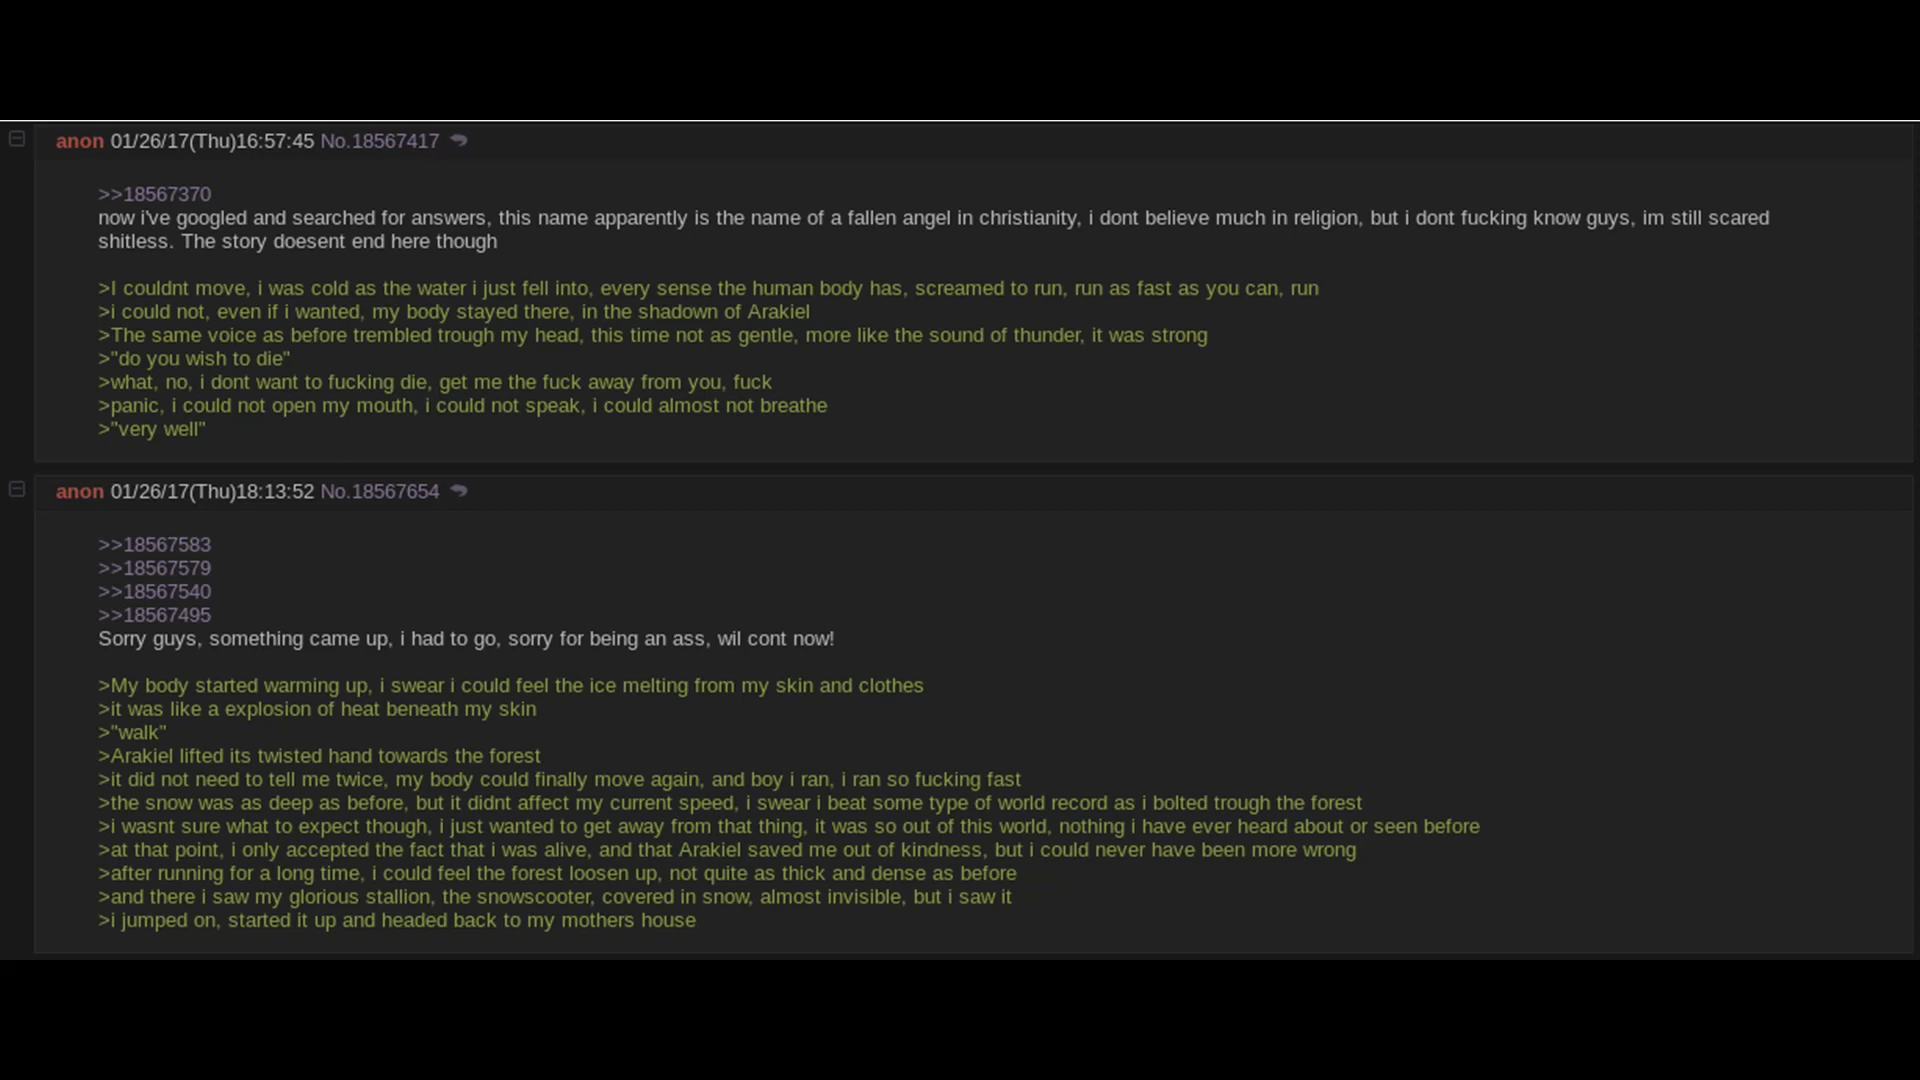 anon 01/26/17(Thu)16:57:45 No.18567417
>>18567370
now i've googled and searched for answers, this name apparently is the name of a fallen angel in christianity, i dont believe much in religion, but i dont fucking know guys, im still scared
shitless. The story doesent end here though
>I couldnt move, i was cold as the water i just fell into, every sense the human body has, screamed to run, run as fast as you can, run
>i could not, even if i wanted, my body stayed there, in the shadown of Arakiel
>The same voice as before trembled trough my head, this time not as gentle, more like the sound of thunder, it was strong
>"do you wish to die"
>what, no, i dont want to fucking die, get me the fuck away from you, fuck
>panic, i could not open my mouth, i could not speak, i could almost not breathe
>"very well"
anon 01/26/17(Thu)18:13:52 No.18567654
>>18567583
>>18567579
>>18567540
>>18567495
Sorry guys, something came up, i had to go, sorry for being an ass, wil cont now!
>My body started warming up, i swear i could feel the ice melting from my skin and clothes
>it was like a explosion of heat beneath my skin
>"walk"
>Arakiel lifted its twisted hand towards the forest
>it did not need to tell me twice, my body could finally move again, and boy i ran, i ran so fucking fast
>the snow was as deep as before, but it didnt affect my current speed, i swear i beat some type of world record as i bolted trough the forest
>i wasnt sure what to expect though, i just wanted to get away from that thing, it was so out of this world, nothing i have ever heard about or seen before
>at that point, i only accepted the fact that i was alive, and that Arakiel saved me out of kindness, but i could never have been more wrong
>after running for a long time, i could feel the forest loosen up, not quite as thick and dense as before
>and there i saw my glorious stallion, the snowscooter, covered in snow, almost invisible, but i saw it
>i jumped on, started it up and headed back to my mothers house